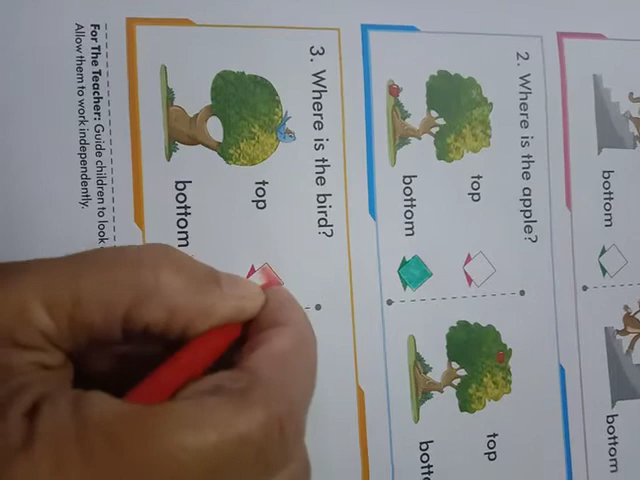 bottom
bottom
2. Where is the apple?
top
bottom
top
3. Where is the bird?
top
bottom
For The Teacher: Guide children to look
Allow them to work independently.